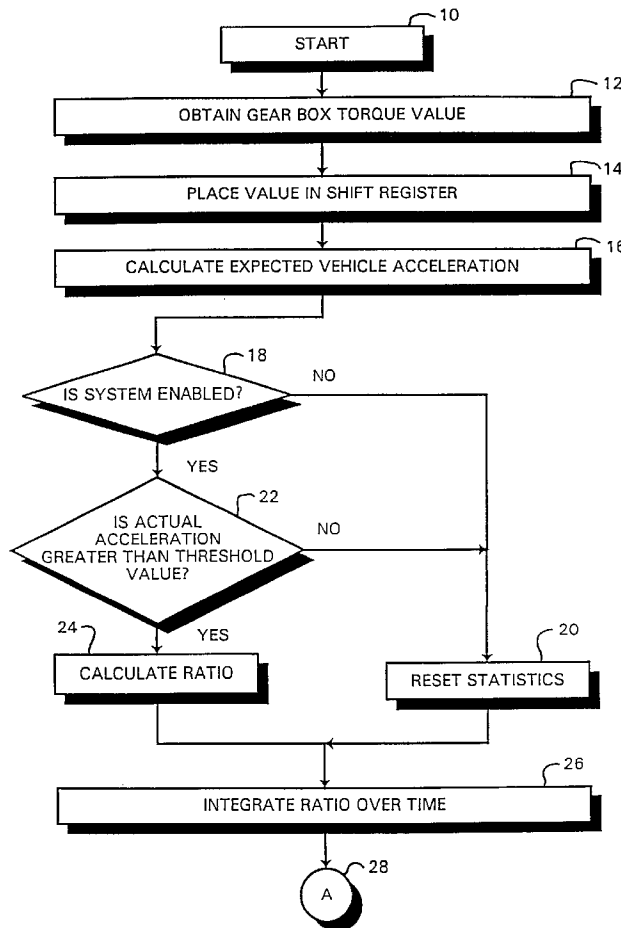 10
START
12
OBTAIN GEAR BOX TORQUE VALUE
14
PLACE VALUE IN SHIFT REGISTER
16
CALCULATE EXPECTED VEHICLE ACCELERATION
18
IS SYSTEM ENABLED?
NO
YES
22
IS ACTUAL
ACCELERATION
GREATER THAN THRESHOLD
VALUE?
NO
YES
24
CALCULATE RATIO
20
RESET STATISTICS
26
INTEGRATE RATIO OVER TIME
28
A